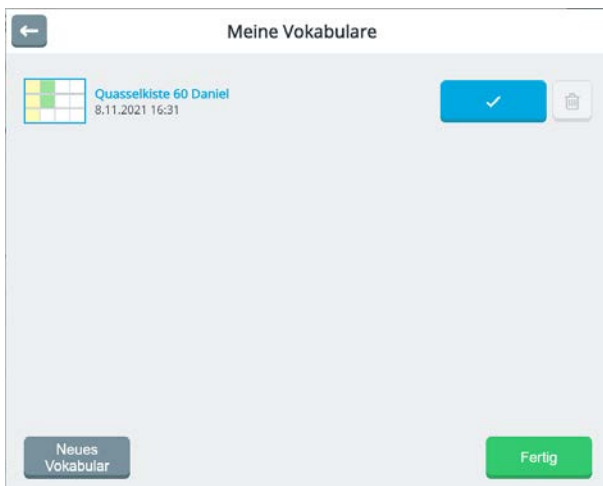 Meine Vokabulare
Quasselkiste 60 Daniel
8.11.2021 16:31
Neues
Vokabular
Fertig